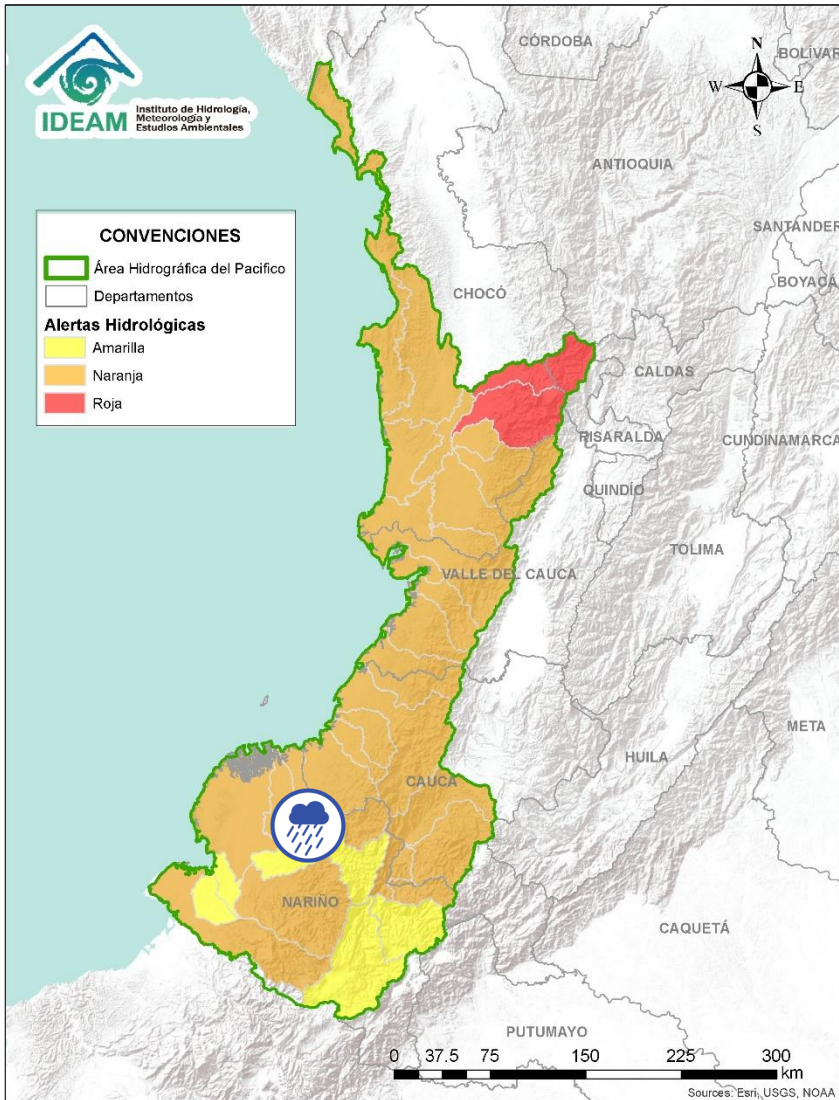 IDEAM
Instituto de Hidrología,
Meteorología y
Estudios Ambientales
CÓRDOBA
BOLÍVAR
N
W
E
S
ANTIOQUIA
SANTANDER
BOYACÁ
CONVENCIONES
Área Hidrográfica del Pacifico
Departamentos
Alertas Hidrológicas
Amarilla
Naranja
Roja
CHOCÓ
CALDAS
RISARALDA
CUNDINAMARCA
QUINDÍO
TOLIMA
VALLE DEL CAUCA
META
HUILA
CAUCA
NARIÑO
CAQUETÁ
PUTUMAYO
0 37.5 75 150 225 300
km
Sources: Esri, USGS, NOAA